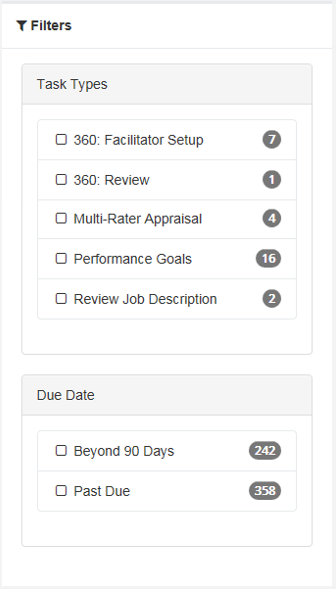 Filters
Task Types
360: Facilitator Setup 7
360: Review 1
Multi-Rater Appraisal 4
Performance Goals 16
Review Job Description 2
Due Date
Beyond 90 Days 242
Past Due 358